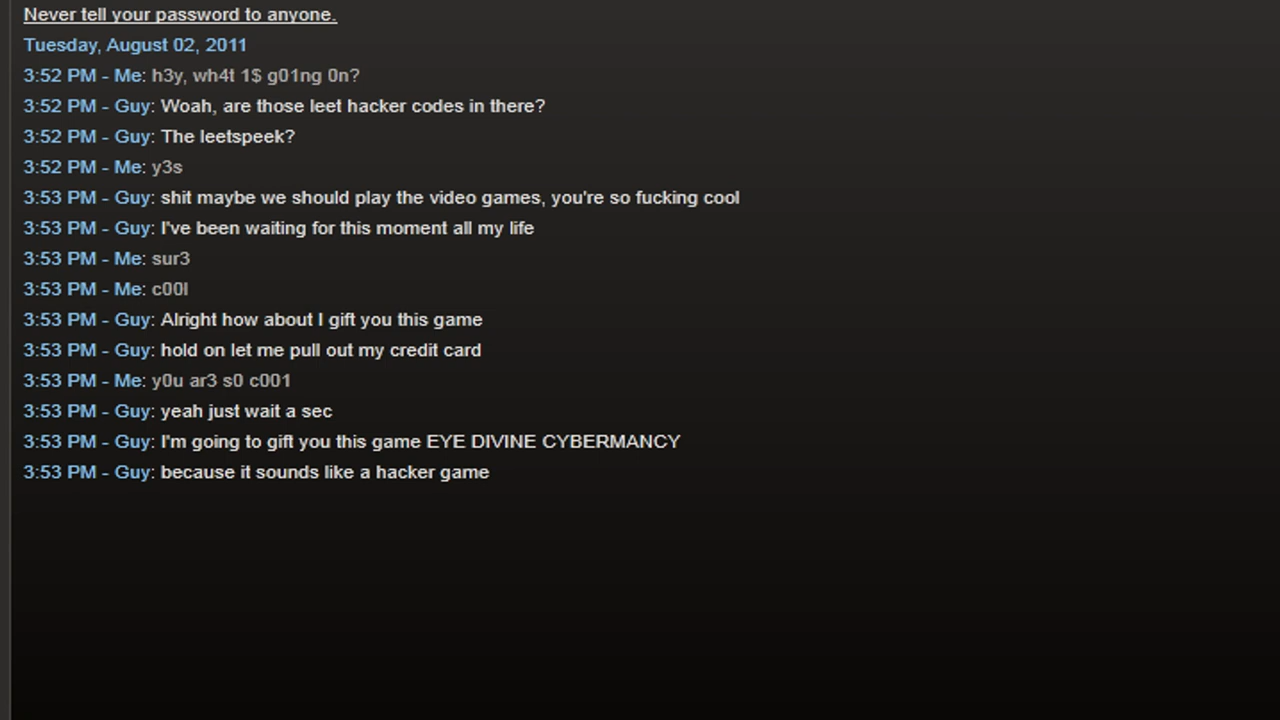 Never tell your password to anyone.
Tuesday, August 02, 2011
3:52 PM - Me: h3y, wh4t 1$ g01ng 0n?
3:52 PM - Guy: Woah, are those leet hacker codes in there?
3:52 PM - Guy: The leetspeek?
3:52 PM - Me: y3s
3:53 PM - Guy: shit maybe we should play the video games, you're so fucking cool
3:53 PM - Guy: I've been waiting for this moment all my life
3:53 PM - Me: sur3
3:53 PM - Me: c00l
3:53 PM - Guy: Alright how about I gift you this game
3:53 PM - Guy: hold on let me pull out my credit card
3:53 PM - Me: y0u ar3 s0 c001
3:53 PM - Guy: yeah just wait a sec
3:53 PM - Guy: I'm going to gift you this game EYE DIVINE CYBERMANCY
3:53 PM - Guy: because it sounds like a hacker game